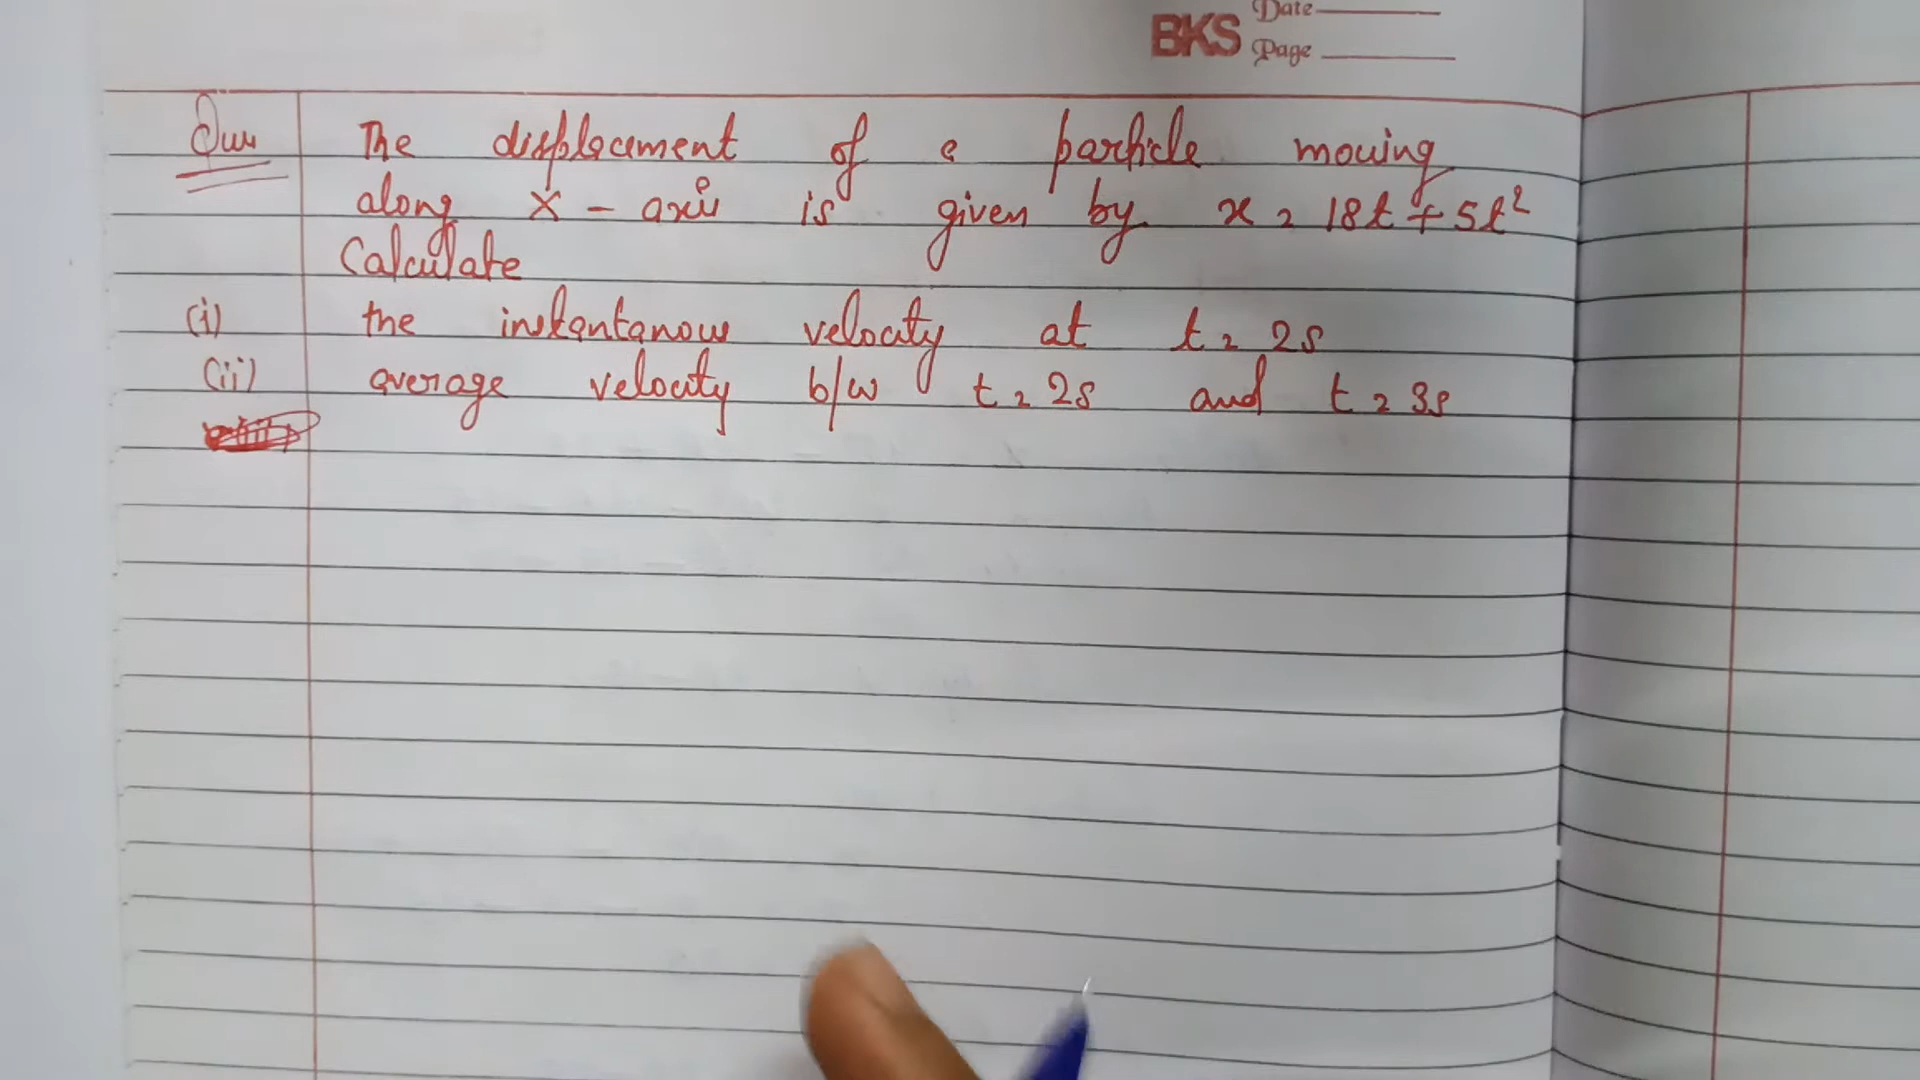 BKS Date
Page
Que The displacement of a particle moving
along X - axis is given by x = 18t + 5t²
Calculate
(i) the instantanous velocity at t = 2s
(ii) average velocity b/w t = 2s and t = 3s